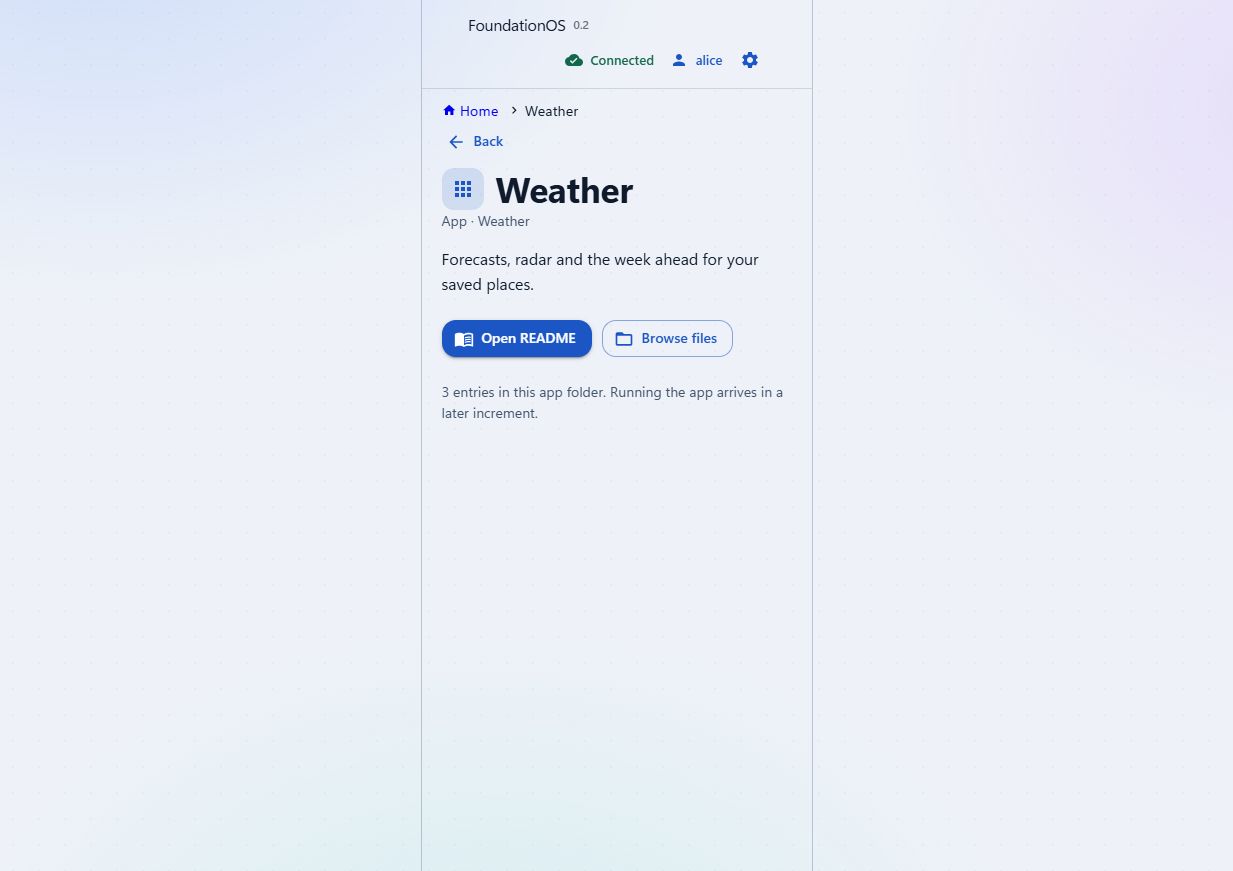 FoundationOS 0.2
Connected alice
Home > Weather
Back
Weather
App · Weather
Forecasts, radar and the week ahead for your
saved places.
Open README Browse files
3 entries in this app folder. Running the app arrives in a
later increment.